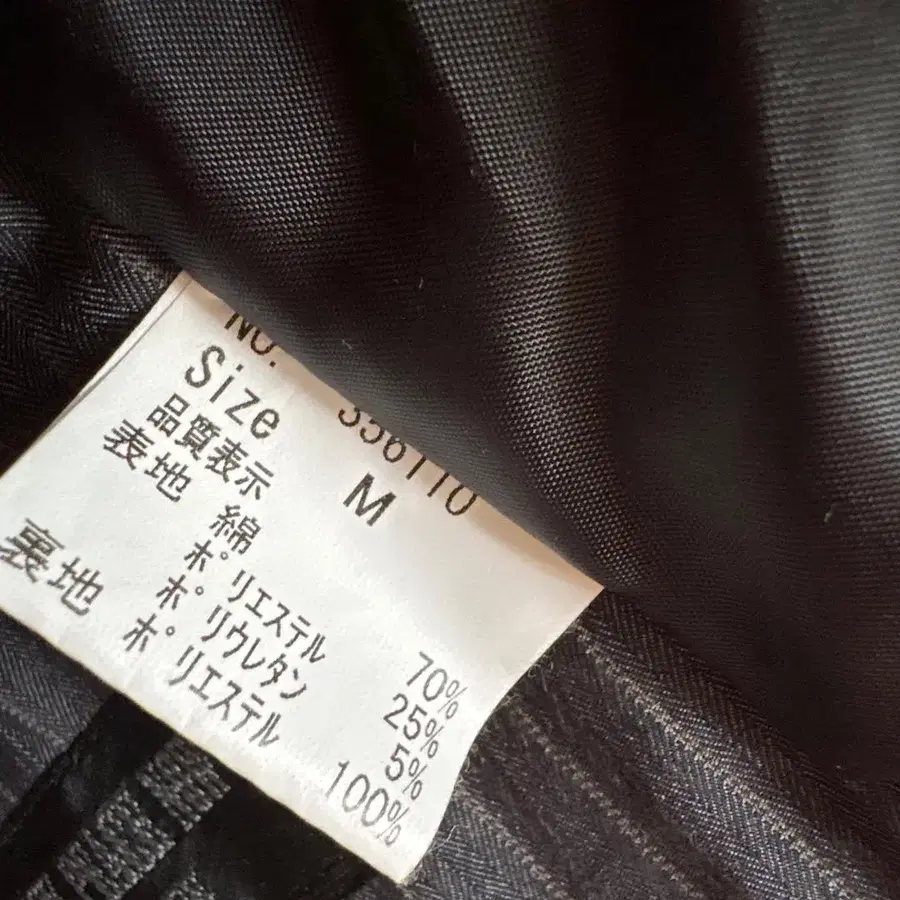 NO. 356110
Size M
品質表示
表地 綿 70%
ポリエステル 25%
ポリウレタン 5%
裏地 ポリエステル 100%